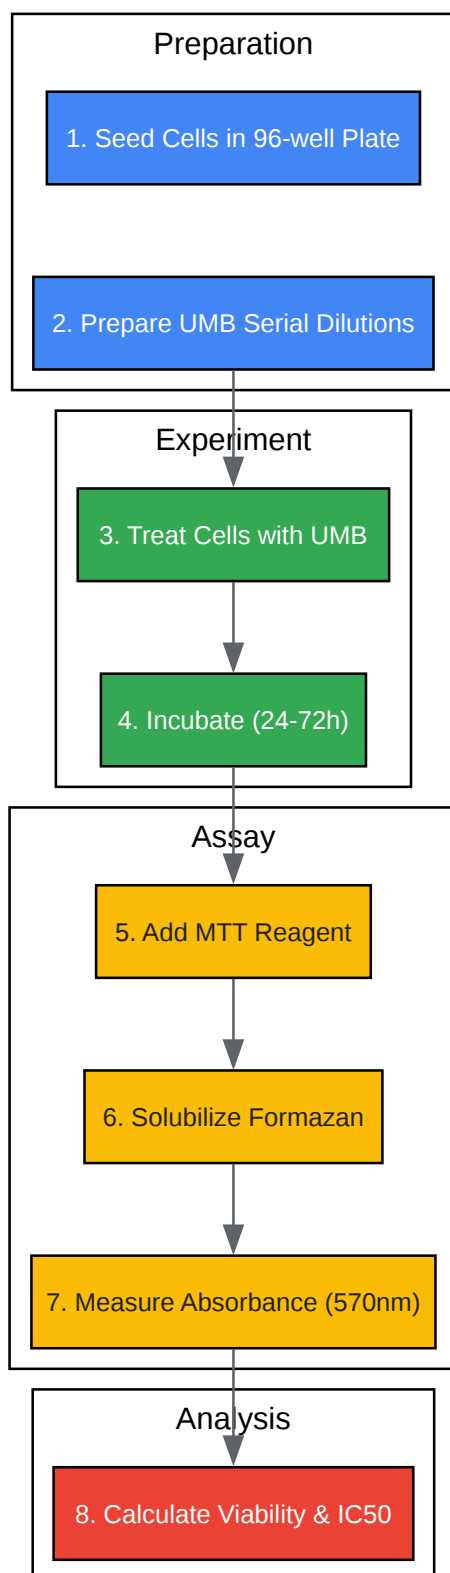 Preparation
1. Seed Cells in 96-well Plate
2. Prepare UMB Serial Dilutions
Experiment
3. Treat Cells with UMB
4. Incubate (24-72h)
Assay
5. Add MTT Reagent
6. Solubilize Formazan
7. Measure Absorbance (570nm)
Analysis
8. Calculate Viability & IC50